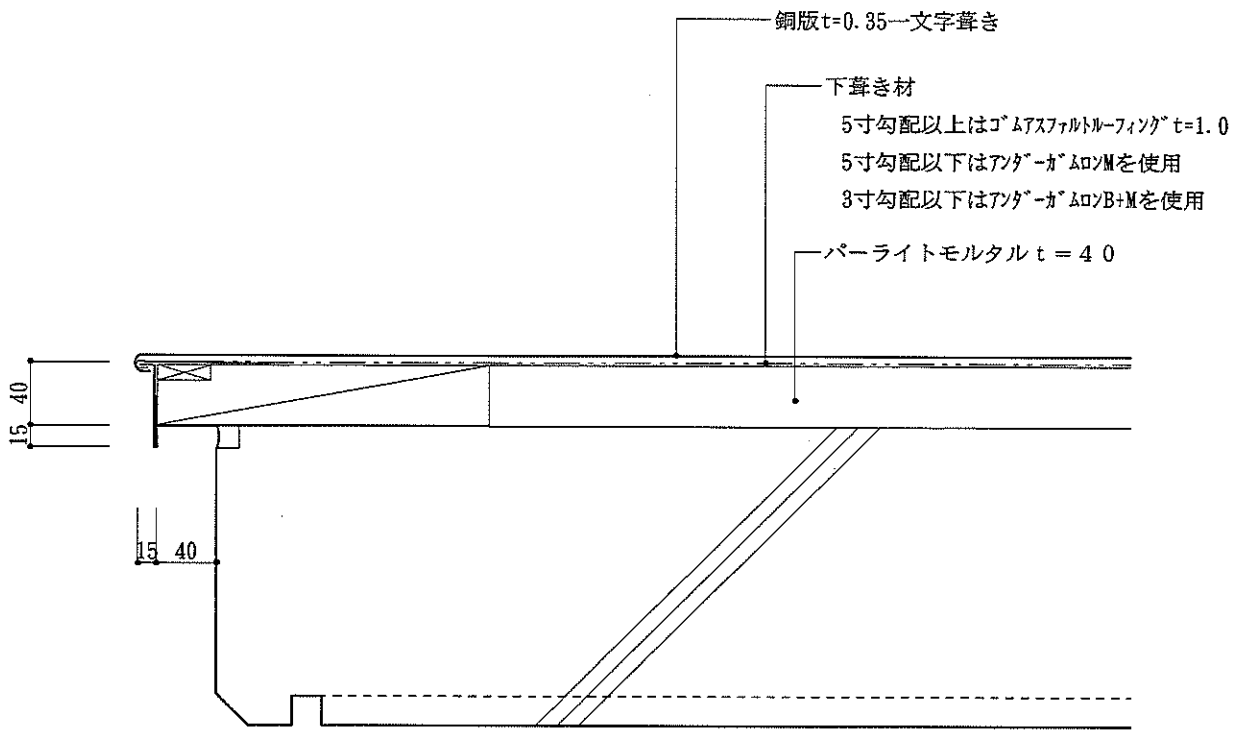 銅版t=0.35一文字葺き
下葺き材
5寸勾配以上はｺﾞﾑｱｽﾌｧﾙﾄﾙｰﾌｨﾝｸﾞt=1.0
5寸勾配以下はｱﾝﾀﾞｰｶﾞﾑﾛﾝMを使用
3寸勾配以下はｱﾝﾀﾞｰｶﾞﾑﾛﾝB+Mを使用
パーライトモルタルｔ＝４０
40
15
15 40